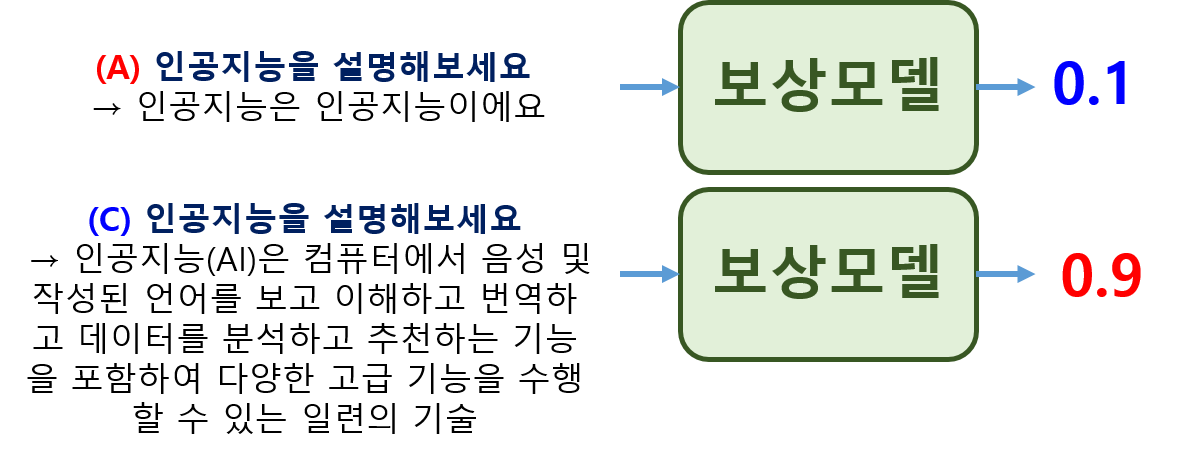 (A) 인공지능을 설명해보세요
→ 인공지능은 인공지능이에요
보상모델
0.1
(C) 인공지능을 설명해보세요
→ 인공지능(AI)은 컴퓨터에서 음성 및
작성된 언어를 보고 이해하고 번역하
고 데이터를 분석하고 추천하는 기능
을 포함하여 다양한 고급 기능을 수행
할 수 있는 일련의 기술
보상모델
0.9